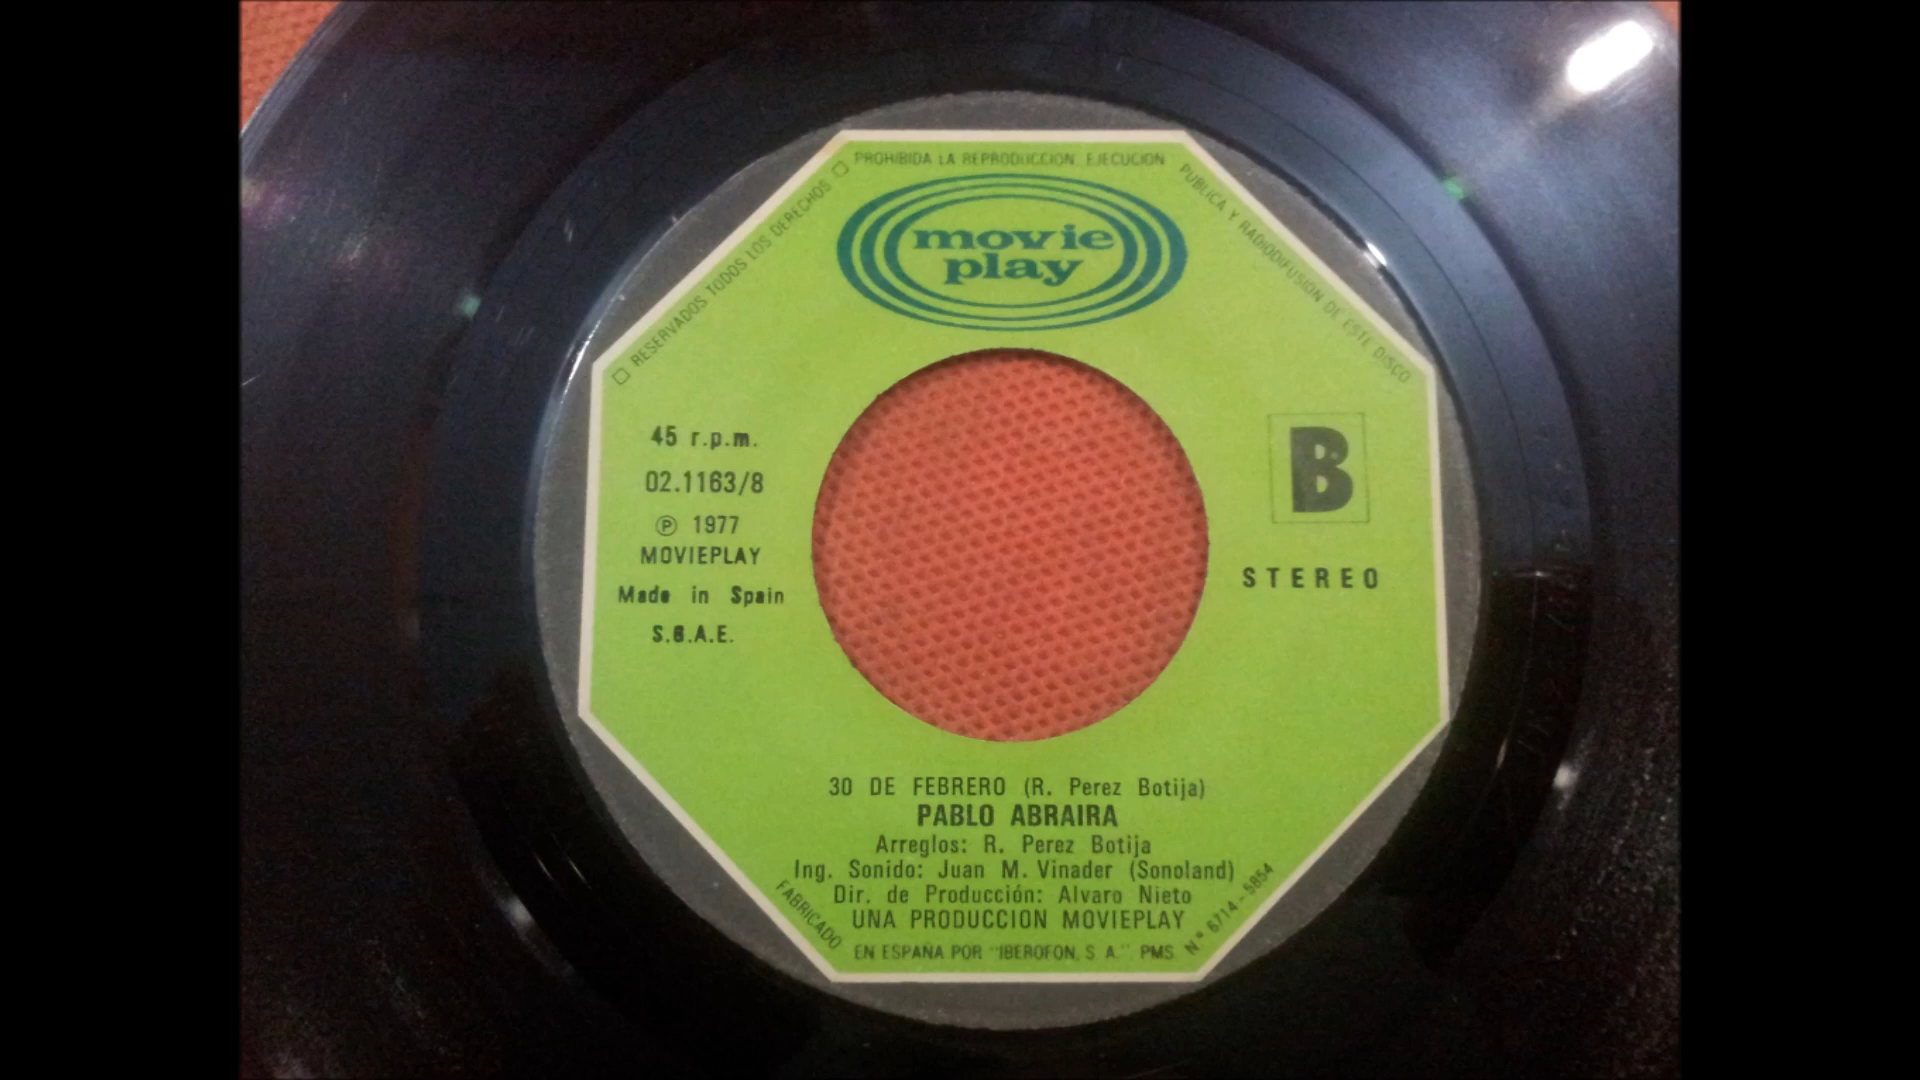 □ RESERVADOS TODOS LOS DERECHOS □ PROHIBIDA LA REPRODUCCION. EJECUCION PUBLICA Y RADIODIFUSION DE ESTE DISCO
movie
play
45 r.p.m.
02.1163/8
℗ 1977
MOVIEPLAY
Made in Spain
S.G.A.E.
B
STEREO
30 DE FEBRERO (R. Perez Botija)
PABLO ABRAIRA
Arreglos: R. Perez Botija
Ing. Sonido: Juan M. Vinader (Sonoland)
Dir. de Producción: Alvaro Nieto
UNA PRODUCCION MOVIEPLAY
FABRICADO EN ESPAÑA POR "IBEROFON, S. A." PMS Nº 6714-5854